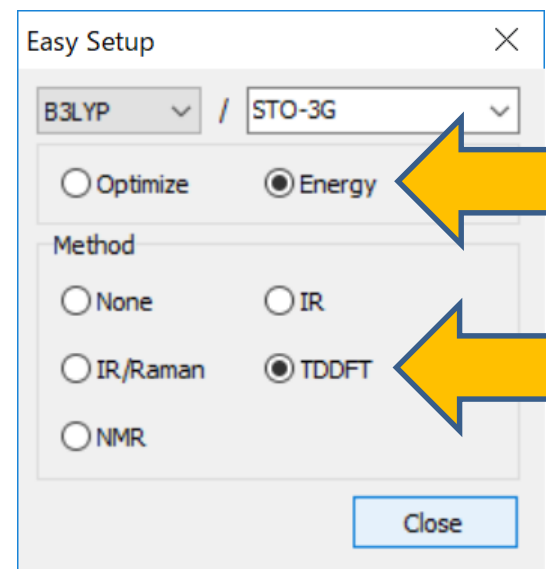 Easy Setup
B3LYP / STO-3G
Optimize Energy
Method
None IR
IR/Raman TDDFT
NMR
Close